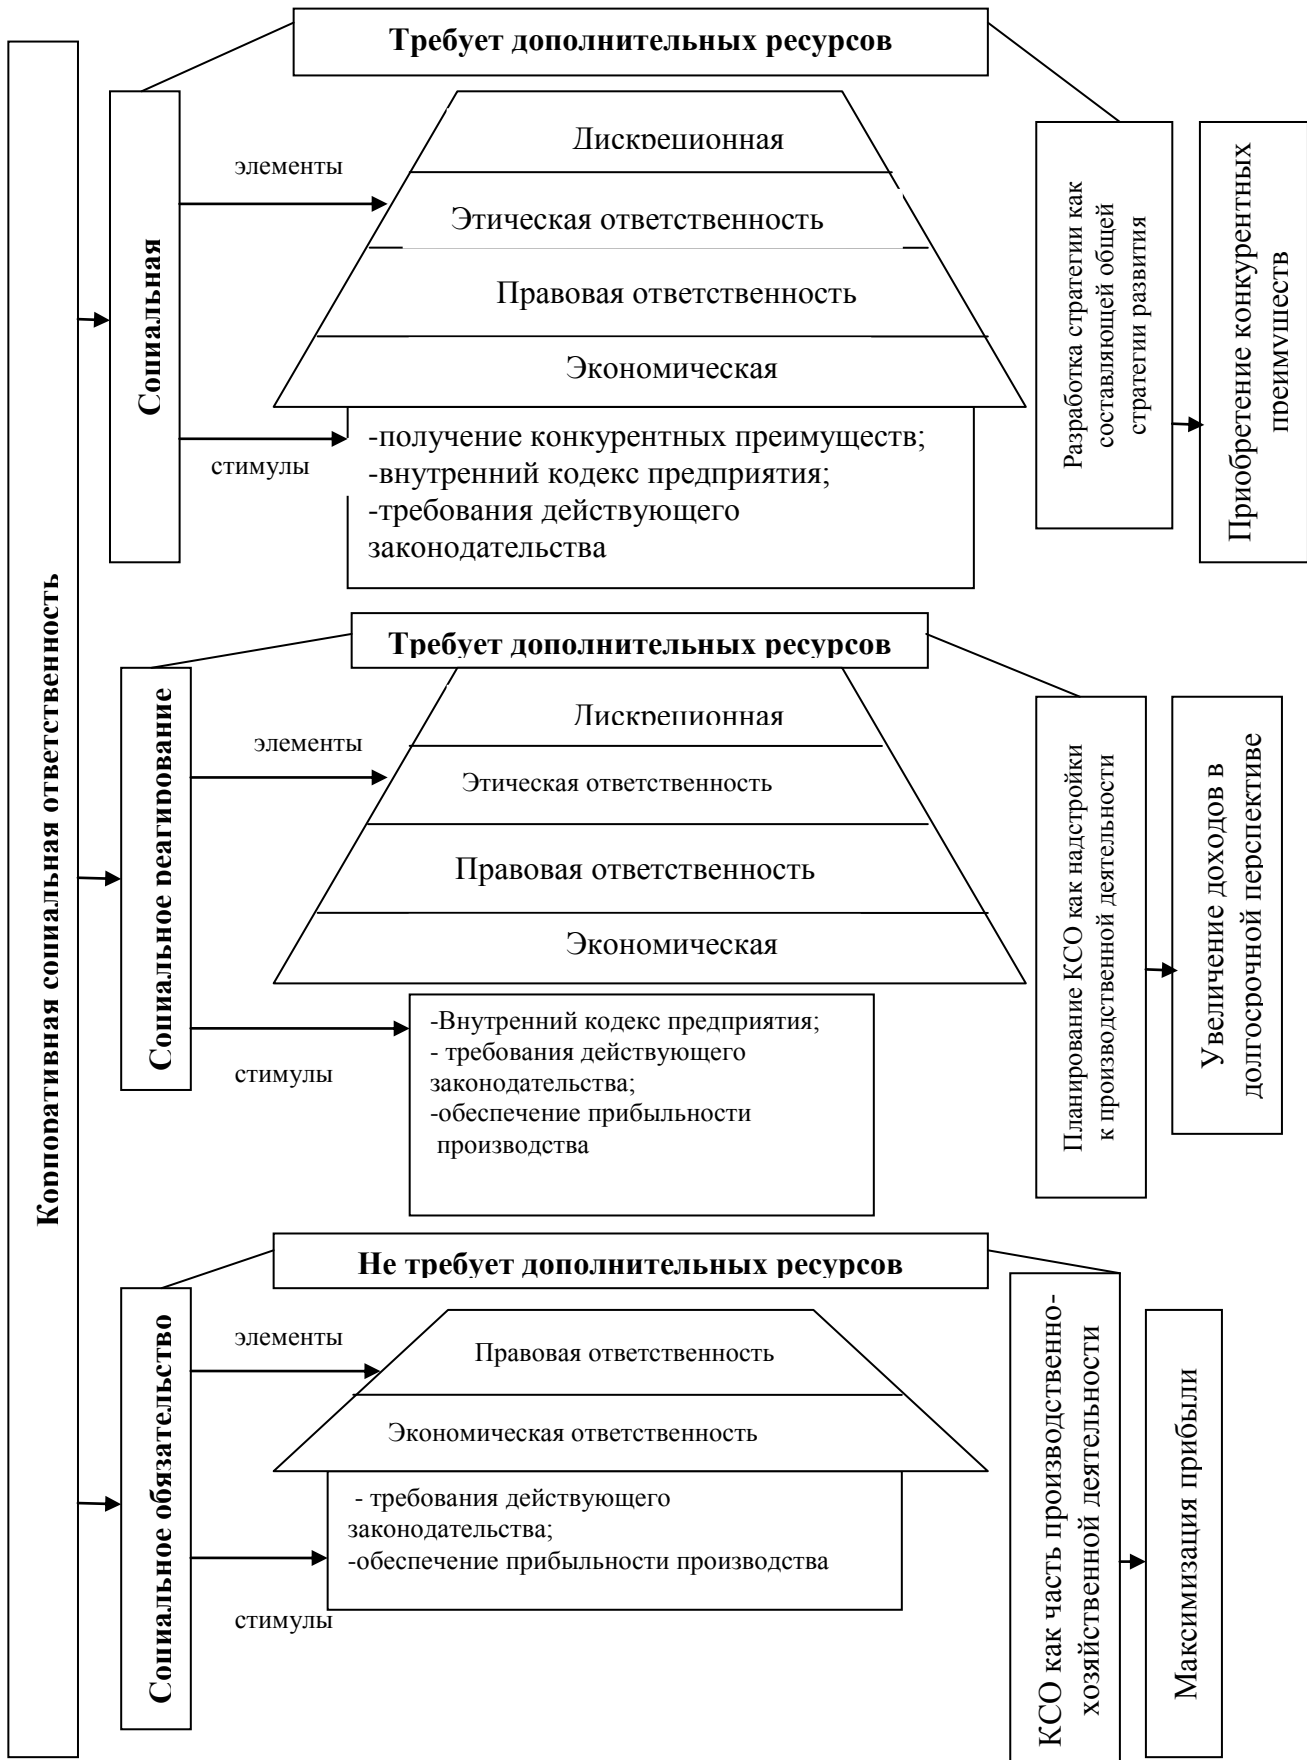 Корпоративная социальная ответственность
Требует дополнительных ресурсов
Социальная
элементы
Дискреционная
Этическая ответственность
Правовая ответственность
Экономическая
стимулы
-получение конкурентных преимуществ;
-внутренний кодекс предприятия;
-требования действующего
законодательства
Разработка стратегии как
составляющей общей
стратегии развития
Приобретение конкурентных
преимуществ
Требует дополнительных ресурсов
Социальное реагирование
элементы
Дискреционная
Этическая ответственность
Правовая ответственность
Экономическая
стимулы
-Внутренний кодекс предприятия;
- требования действующего
законодательства;
-обеспечение прибыльности
производства
Планирование КСО как надстройки
к производственной деятельности
Увеличение доходов в
долгосрочной перспективе
Не требует дополнительных ресурсов
Социальное обязательство
элементы
Правовая ответственность
Экономическая ответственность
стимулы
- требования действующего
законодательства;
-обеспечение прибыльности производства
КСО как часть производственно-
хозяйственной деятельности
Максимизация прибыли